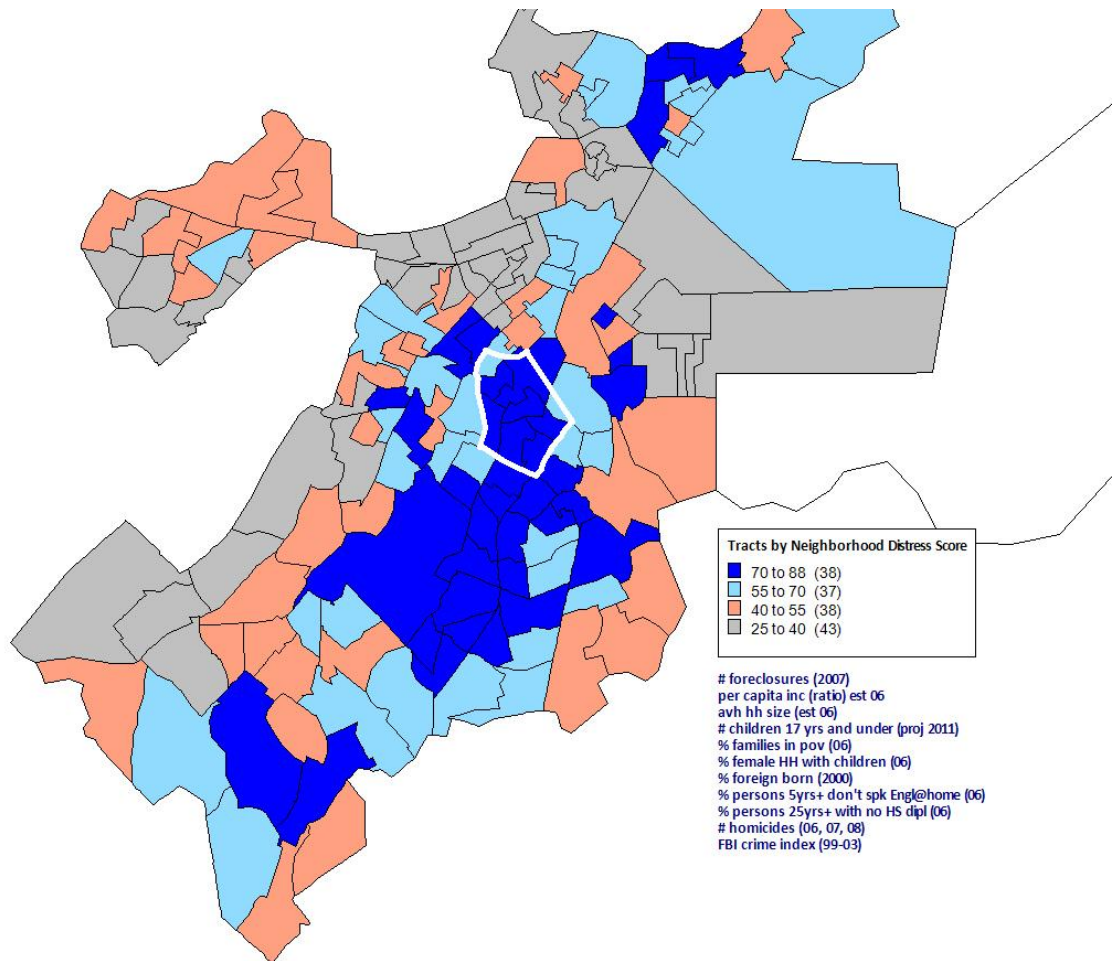 Tracts by Neighborhood Distress Score
70 to 88 (38)
55 to 70 (37)
40 to 55 (38)
25 to 40 (43)
# foreclosures (2007)
per capita inc (ratio) est 06
avh hh size (est 06)
# children 17 yrs and under (proj 2011)
% families in pov (06)
% female HH with children (06)
% foreign born (2000)
% persons 5yrs+ don't spk Engl@home (06)
% persons 25yrs+ with no HS dipl (06)
# homicides (06, 07, 08)
FBI crime index (99-03)